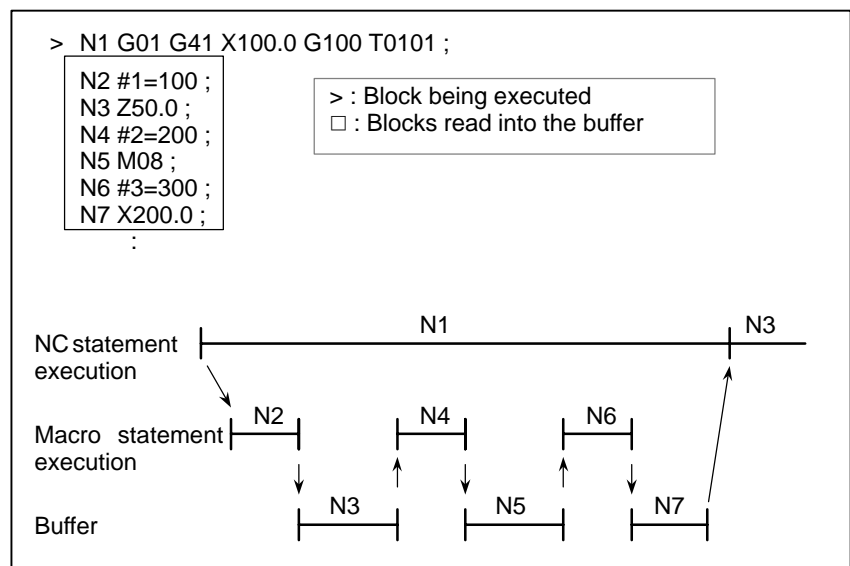 > N1 G01 G41 X100.0 G100 T0101 ;
N2 #1=100 ;
N3 Z50.0 ;
N4 #2=200 ;
N5 M08 ;
N6 #3=300 ;
N7 X200.0 ;
:
> : Block being executed
□ : Blocks read into the buffer
N1 N3
NC statement
execution
N2 N4 N6
Macro statement
execution
N3 N5 N7
Buffer